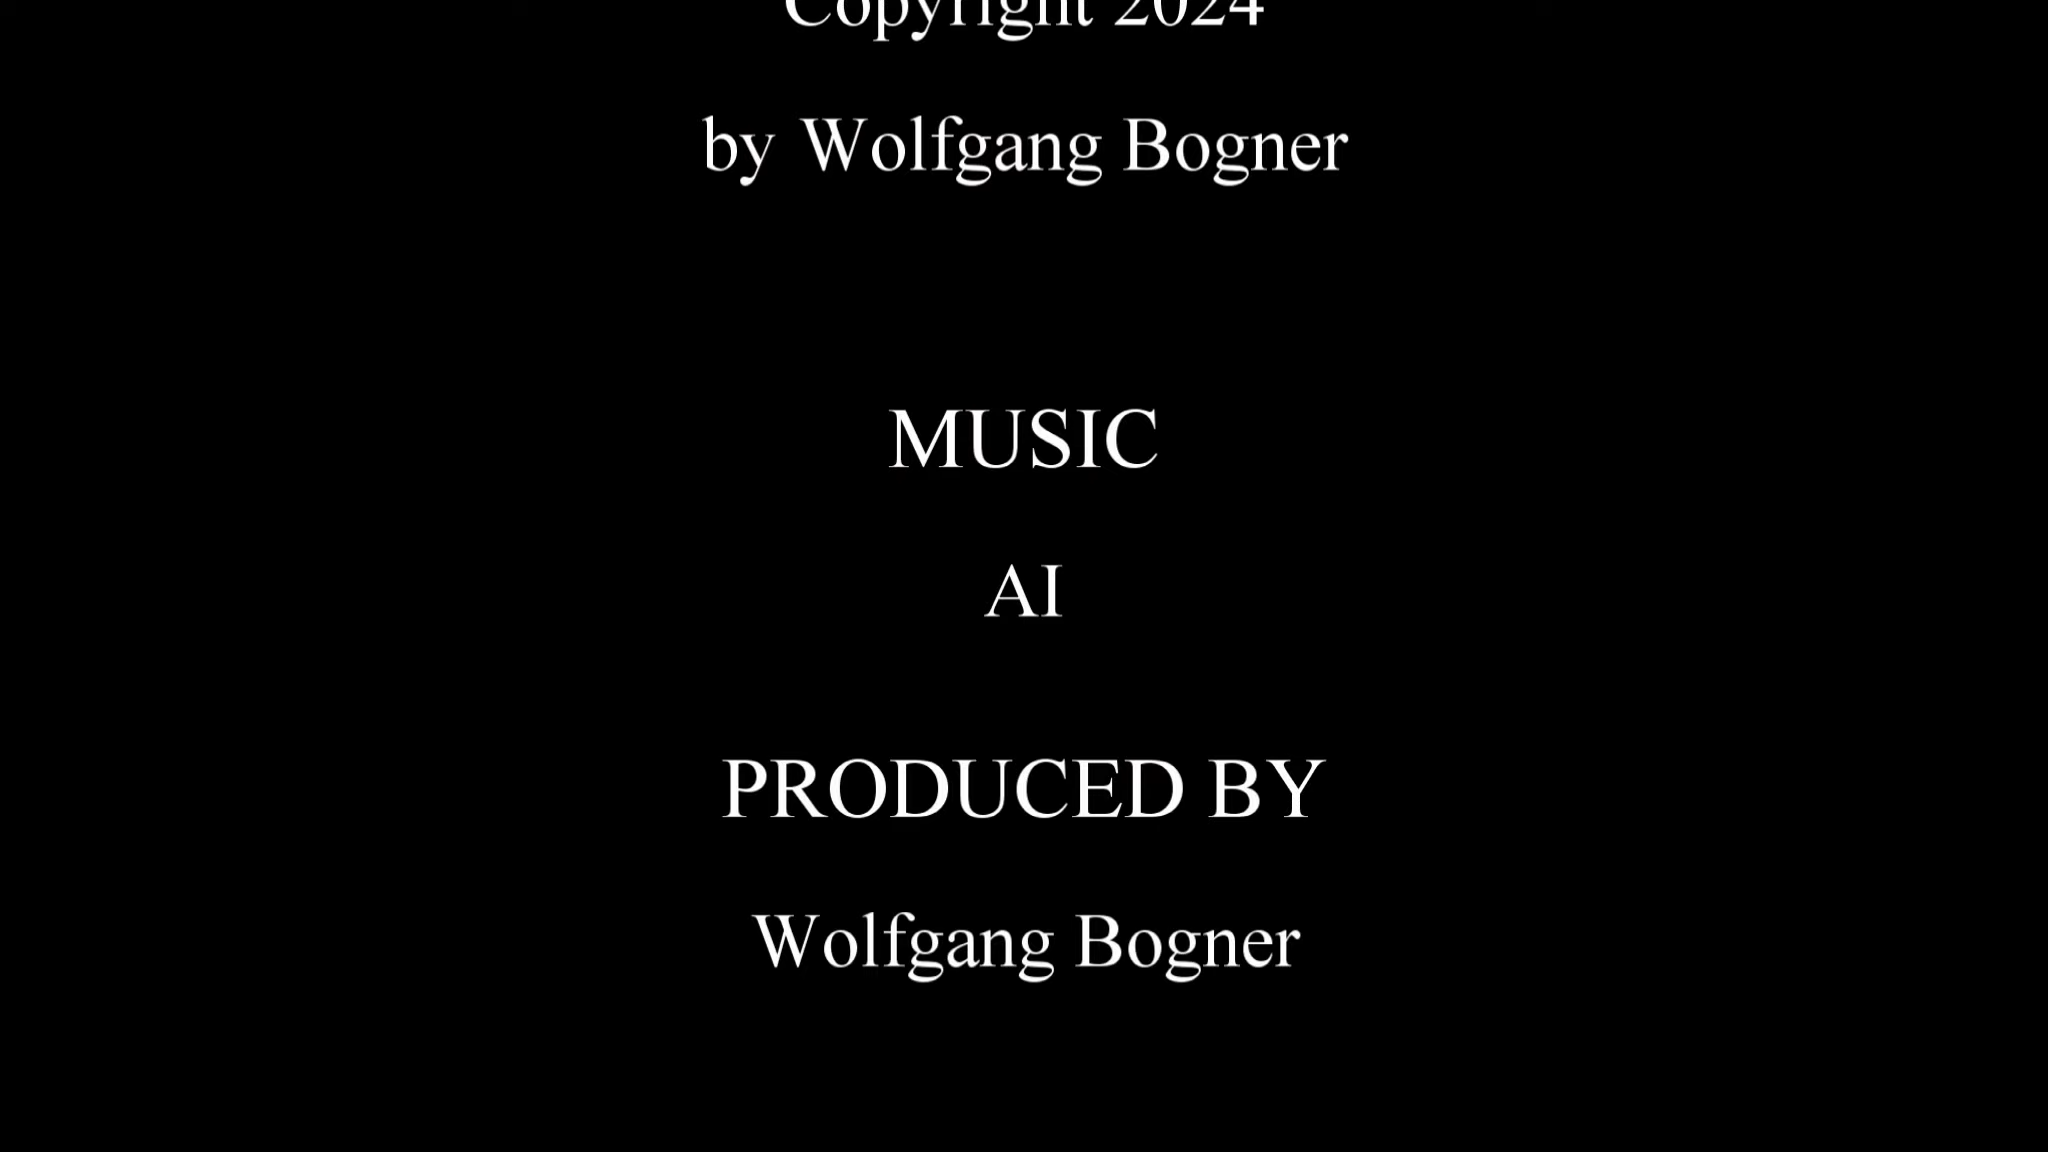 Copyright 2024
by Wolfgang Bogner
MUSIC
AI
PRODUCED BY
Wolfgang Bogner